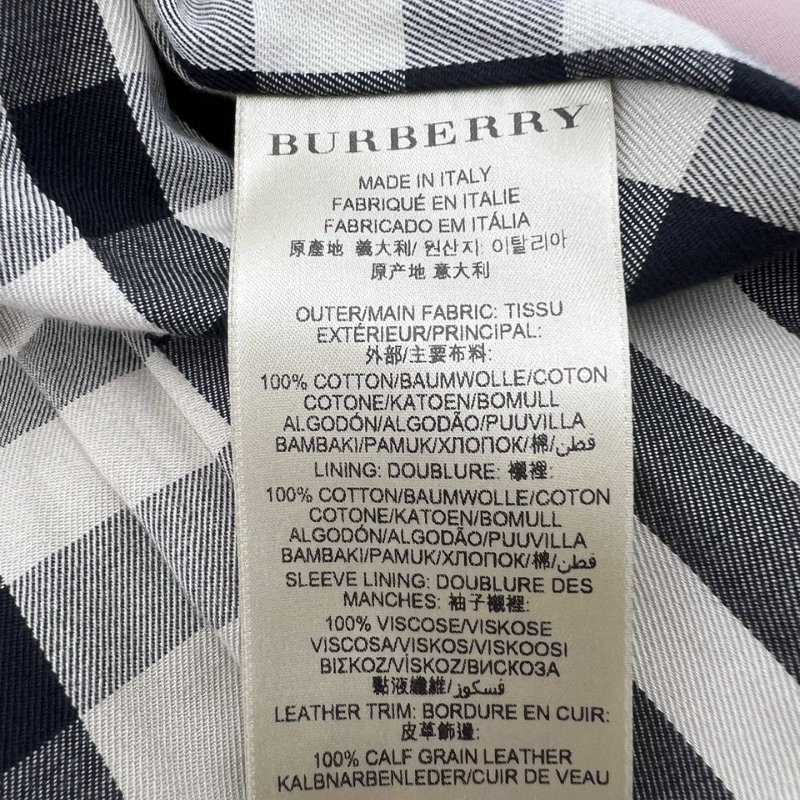 BURBERRY
MADE IN ITALY
FABRIQUÉ EN ITALIE
FABRICADO EM ITÁLIA
原產地 義大利/ 원산지: 이탈리아
原产地 意大利
OUTER/MAIN FABRIC: TISSU
EXTÉRIEUR/PRINCIPAL:
外部/主要布料:
100% COTTON/BAUMWOLLE/COTON
COTONE/KATOEN/BOMULL
ALGODÓN/ALGODÃO/PUUVILLA
BAMBAKI/PAMUK/ХЛОПОК/棉/قطن
LINING: DOUBLURE: 襯裡:
100% COTTON/BAUMWOLLE/COTON
COTONE/KATOEN/BOMULL
ALGODÓN/ALGODÃO/PUUVILLA
BAMBAKI/PAMUK/ХЛОПОК/棉/قطن
SLEEVE LINING: DOUBLURE DES
MANCHES: 袖子襯裡:
100% VISCOSE/VISKOSE
VISCOSA/VISKOS/VISKOOSI
ΒΙΣΚΟΖ/VİSKOZ/ВИСКОЗА
黏液纖維/فسكوز
LEATHER TRIM: BORDURE EN CUIR:
皮革飾邊:
100% CALF GRAIN LEATHER
KALBNARBENLEDER/CUIR DE VEAU